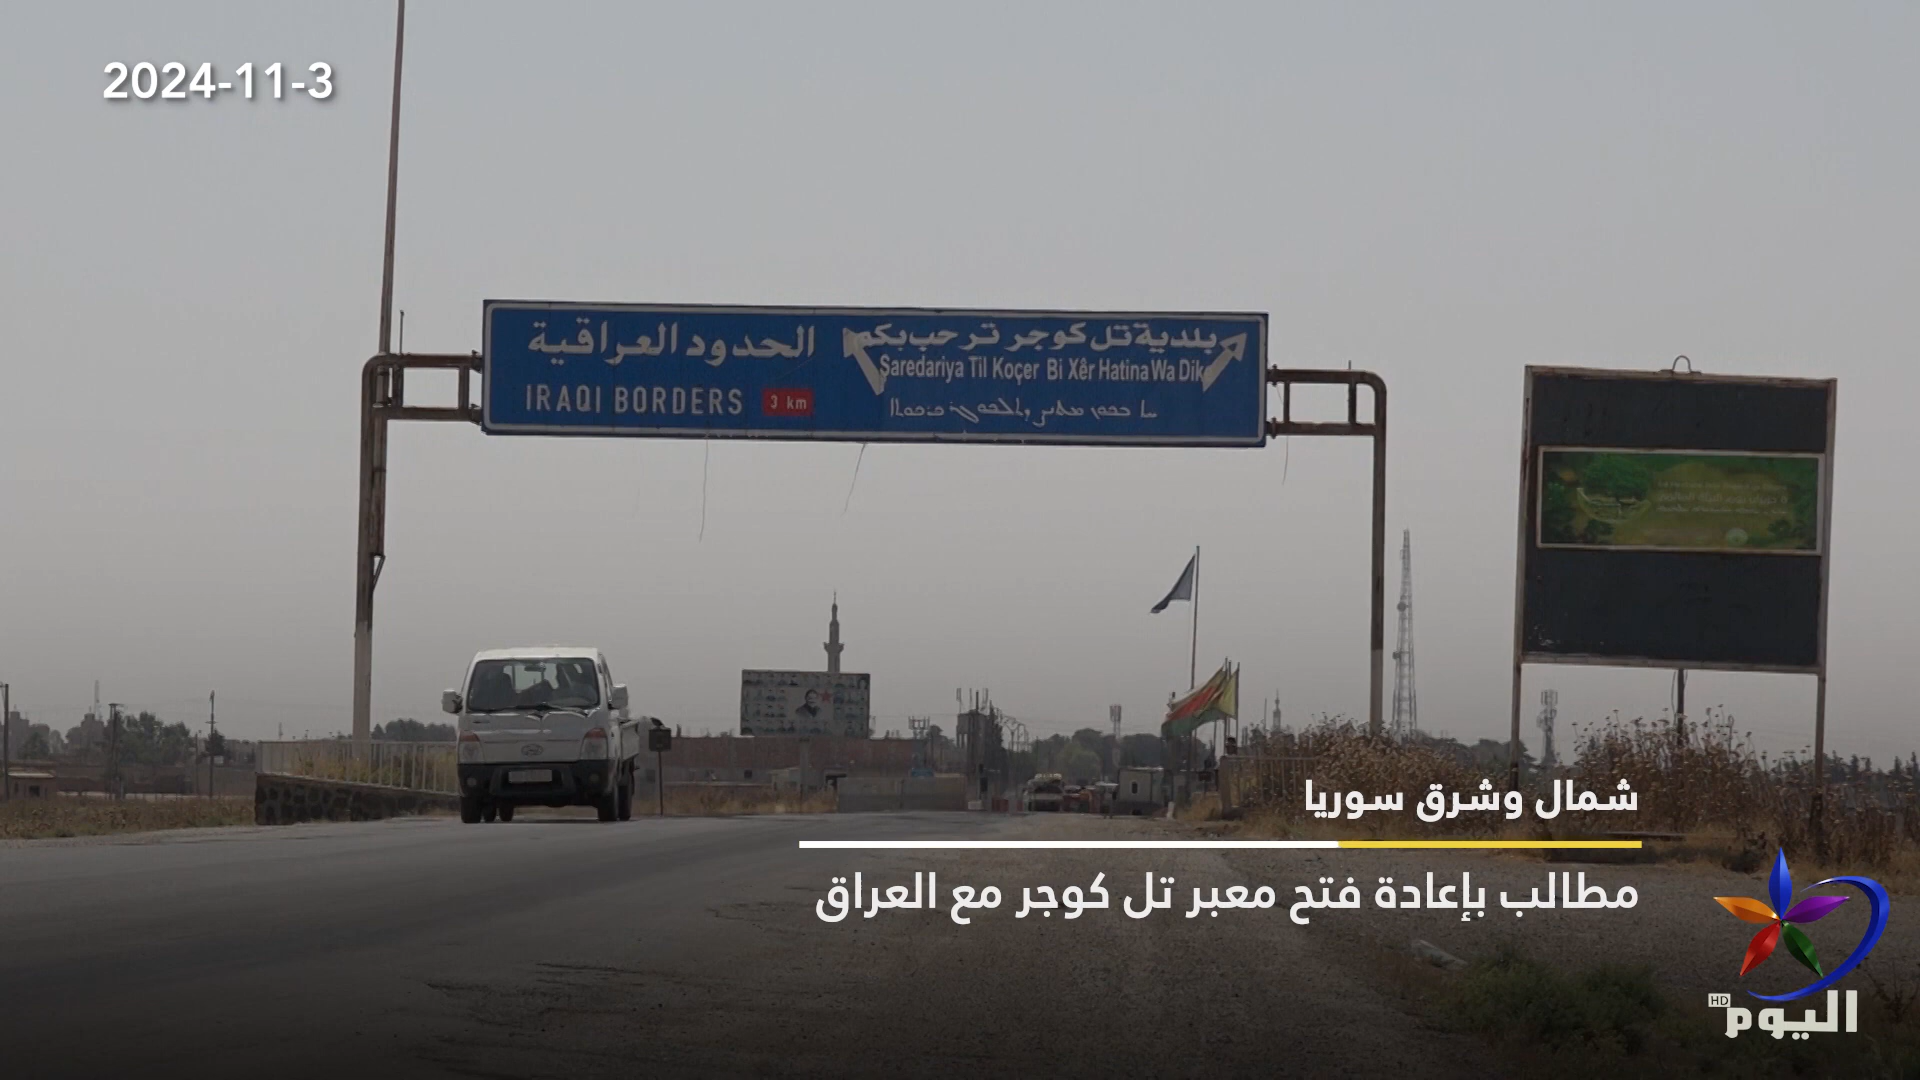 2024-11-3
الحدود العراقية
IRAQI BORDERS 3 km
بلدية تل كوجر ترحب بكم
Saredariya Til Koçer Bi Xêr Hatina Wa Dike
شمال وشرق سوريا
مطالب بإعادة فتح معبر تل كوجر مع العراق
اليوم HD